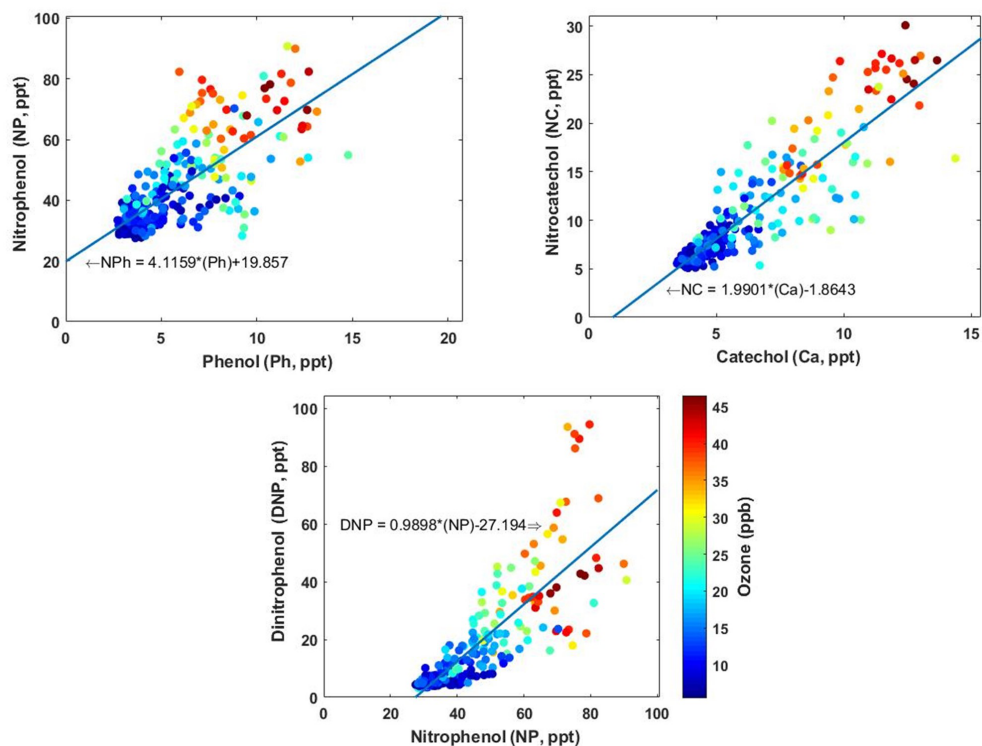 100
80
60
40
20
0
Nitrophenol (NP, ppt)
←NPh = 4.1159*(Ph)+19.857
0 5 10 15 20
Phenol (Ph, ppt)
30
25
20
15
10
5
0
Nitrocatechol (NC, ppt)
←NC = 1.9901*(Ca)-1.8643
0 5 10 15
Catechol (Ca, ppt)
100
80
60
40
20
0
Dinitrophenol (DNP, ppt)
DNP = 0.9898*(NP)-27.194⇒
0 20 40 60 80 100
Nitrophenol (NP, ppt)
45
40
35
30
25
20
15
10
Ozone (ppb)